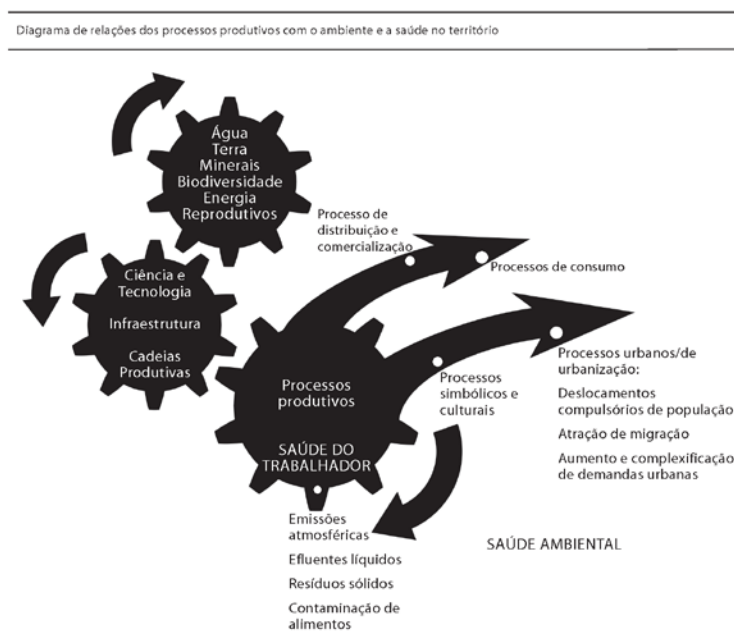 Diagrama de relações dos processos produtivos com o ambiente e a saúde no território
Água
Terra
Minerais
Biodiversidade
Energia
Reprodutivos
Ciência e
Tecnologia
Infraestrutura
Cadeias
Produtivas
Processo de
distribuição e
comercialização
Processos de consumo
Processos
produtivos
SAÚDE DO
TRABALHADOR
Processos
simbólicos e
culturais
Processos urbanos/de
urbanização:
Deslocamentos
compulsórios de população
Atração de migração
Aumento e complexificação
de demandas urbanas
Emissões
atmosféricas
Efluentes líquidos
Resíduos sólidos
Contaminação de
alimentos
SAÚDE AMBIENTAL